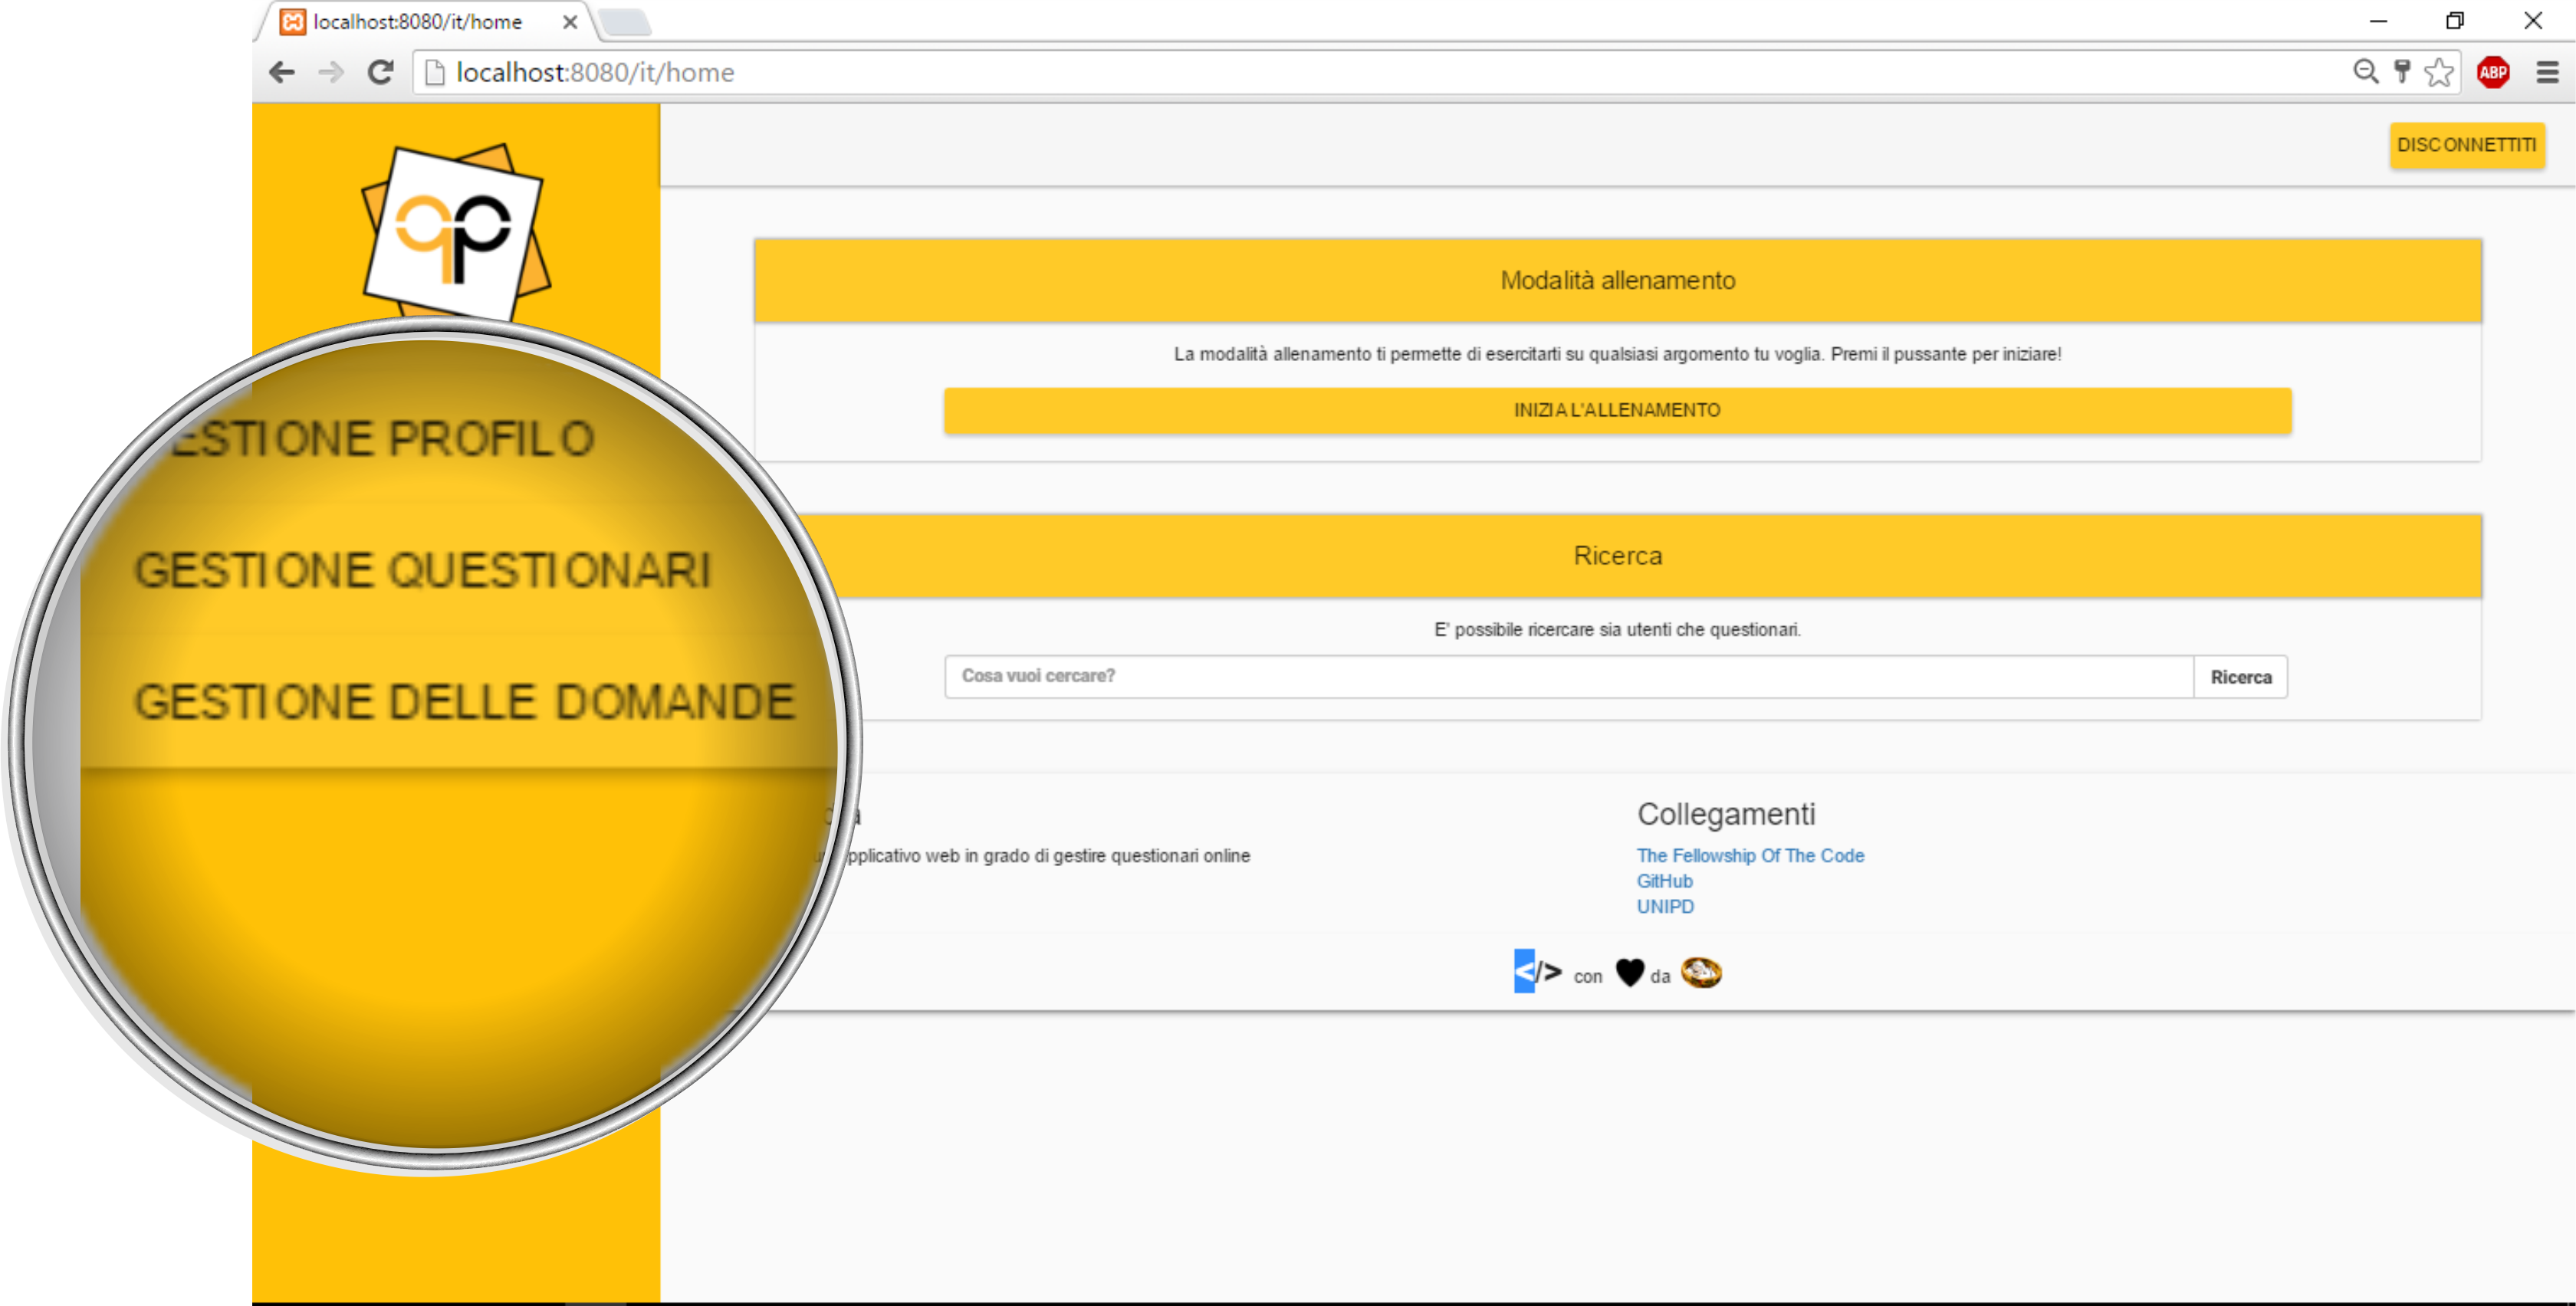 localhost:8080/it/home
localhost:8080/it/home
ABP
DISCONNETTITI
qp
Modalità allenamento
La modalità allenamento ti permette di esercitarti su qualsiasi argomento tu voglia. Premi il pussante per iniziare!
INIZIA L'ALLENAMENTO
GESTIONE QUESTIONARI
GESTIONE DELLE DOMANDE
PROFILO
Ricerca
E' possibile ricercare sia utenti che questionari.
Cosa vuoi cercare? Ricerca
web in grado di gestire questionari online
Collegamenti
The Fellowship Of The Code
GitHub
UNIPD
</> con da